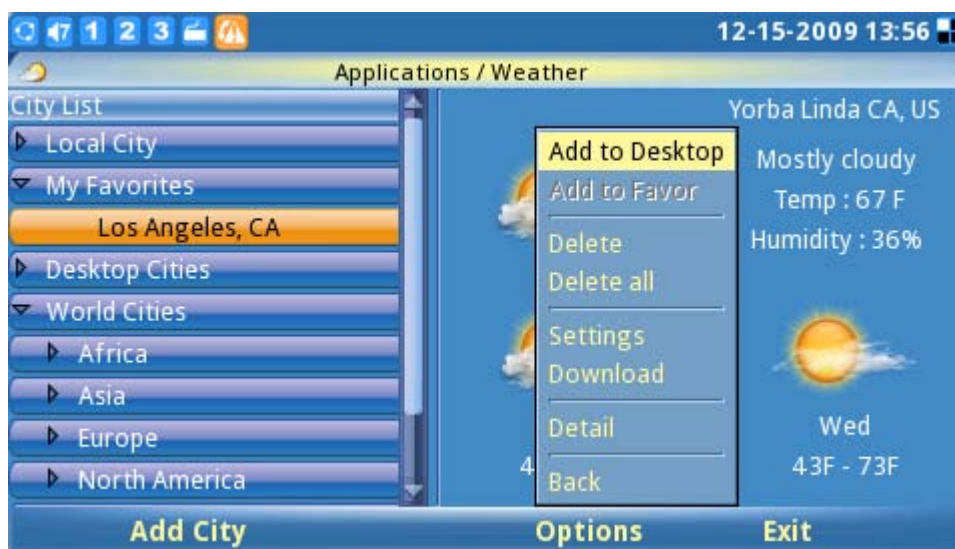 7 1 2 3 12-15-2009 13:56
Applications / Weather
City List
Local City
My Favorites
Los Angeles, CA
Desktop Cities
World Cities
Africa
Asia
Europe
North America
Yorba Linda CA, US
Mostly cloudy
Temp : 67 F
Humidity : 36%
Add to Desktop
Add to Favor
Delete
Delete all
Settings
Download
Detail
Back
4
Wed
43F - 73F
Add City Options Exit